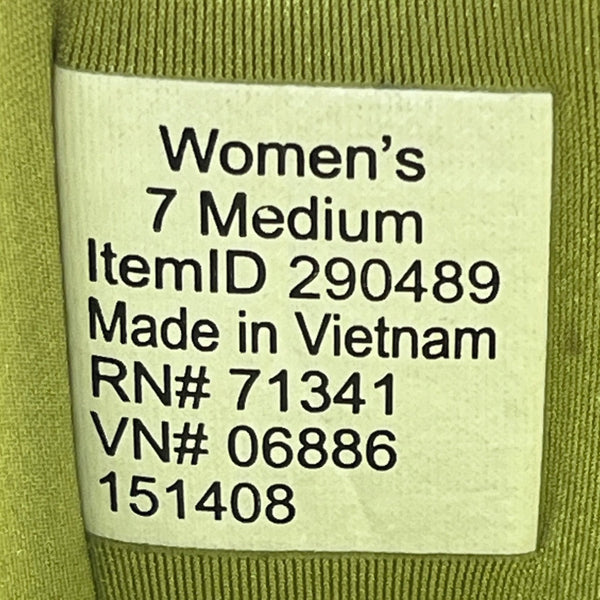 Women's
7 Medium
ItemID 290489
Made in Vietnam
RN# 71341
VN# 06886
151408